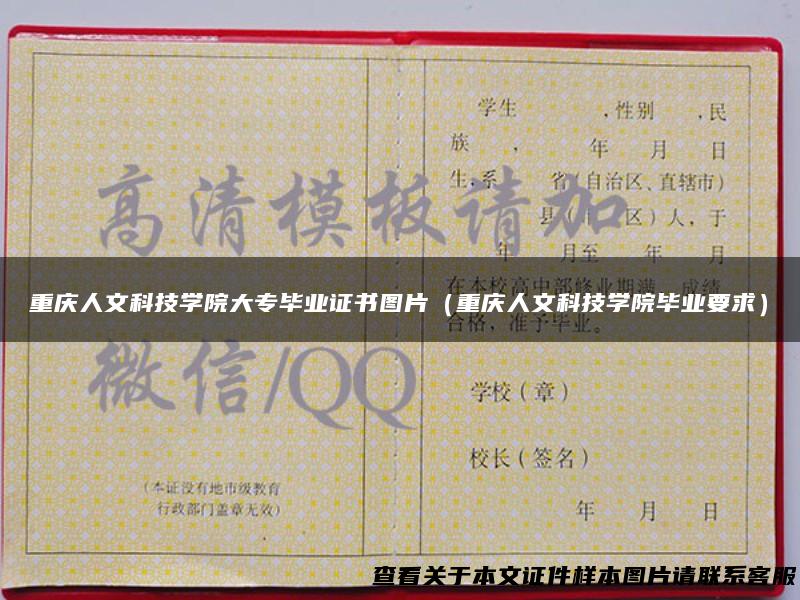 学生 ,性别 ,民
族 , 年 月 日
生,系 省(自治区、直辖市)
县( 区)人,于
年 月至 年 月
在本校高中部修业期满 成绩
合格,准予毕业。
学校(章)
校长(签名)
年 月 日
(本证没有地市级教育
行政部门盖章无效)
高清模板请加
微信/QQ
重庆人文科技学院大专毕业证书图片(重庆人文科技学院毕业要求)
查看关于本文证件样本图片请联系客服